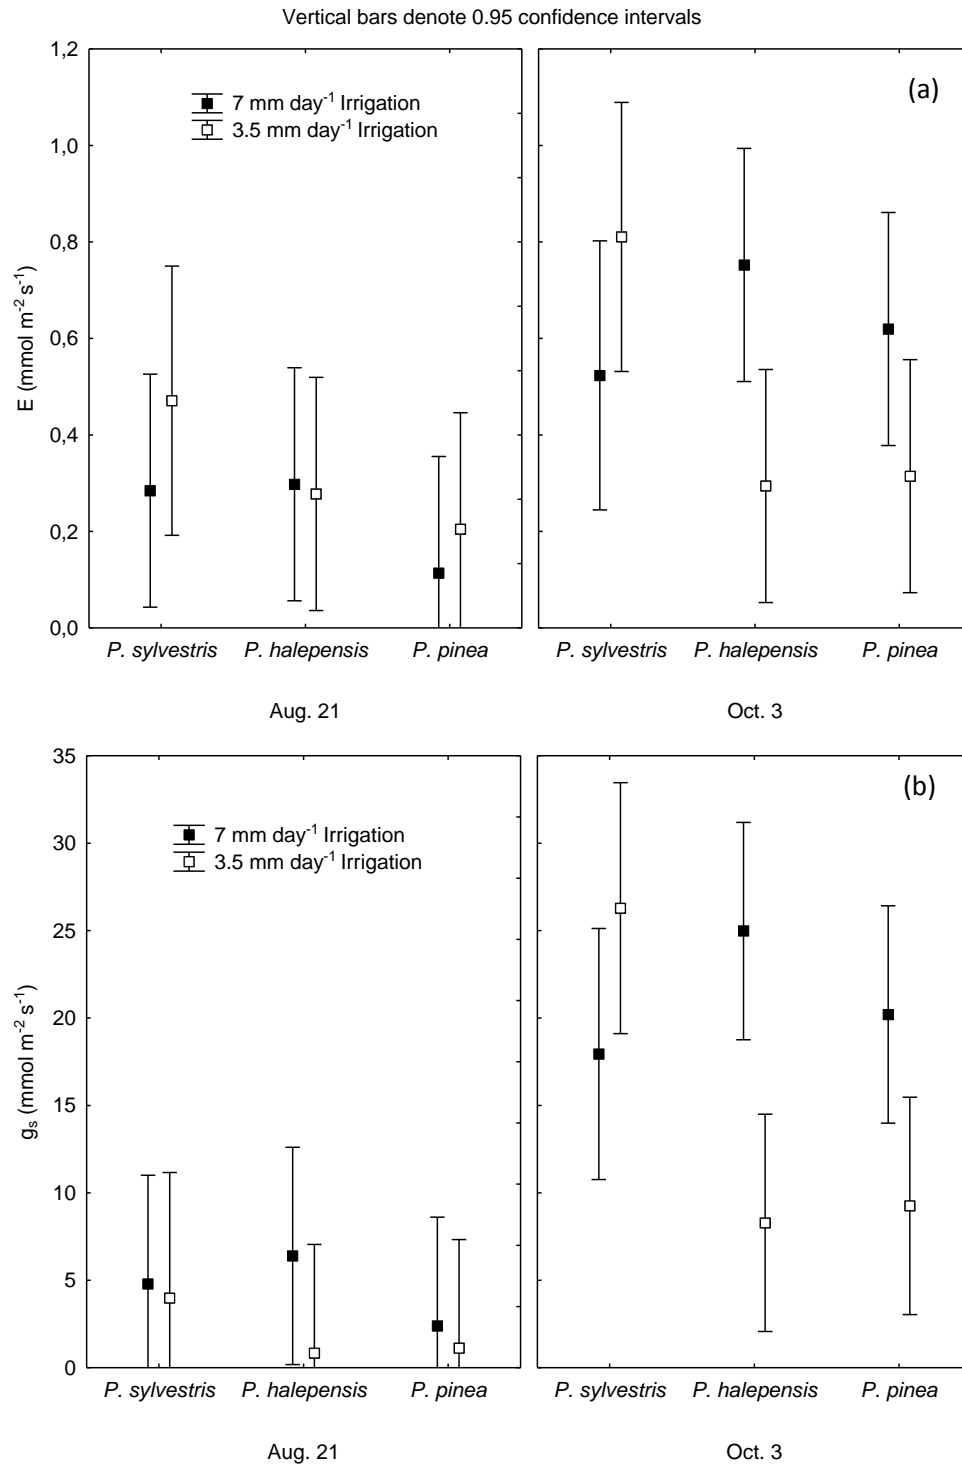 Vertical bars denote 0.95 confidence intervals
1,2
1,0
0,8
0,6
0,4
0,2
0,0
E (mmol m⁻² s⁻¹)
7 mm day⁻¹ Irrigation
3.5 mm day⁻¹ Irrigation
(a)
P. sylvestris P. halepensis P. pinea
P. sylvestris P. halepensis P. pinea
Aug. 21
Oct. 3
35
30
25
20
15
10
5
0
gₛ (mmol m⁻² s⁻¹)
7 mm day⁻¹ Irrigation
3.5 mm day⁻¹ Irrigation
(b)
P. sylvestris P. halepensis P. pinea
P. sylvestris P. halepensis P. pinea
Aug. 21
Oct. 3